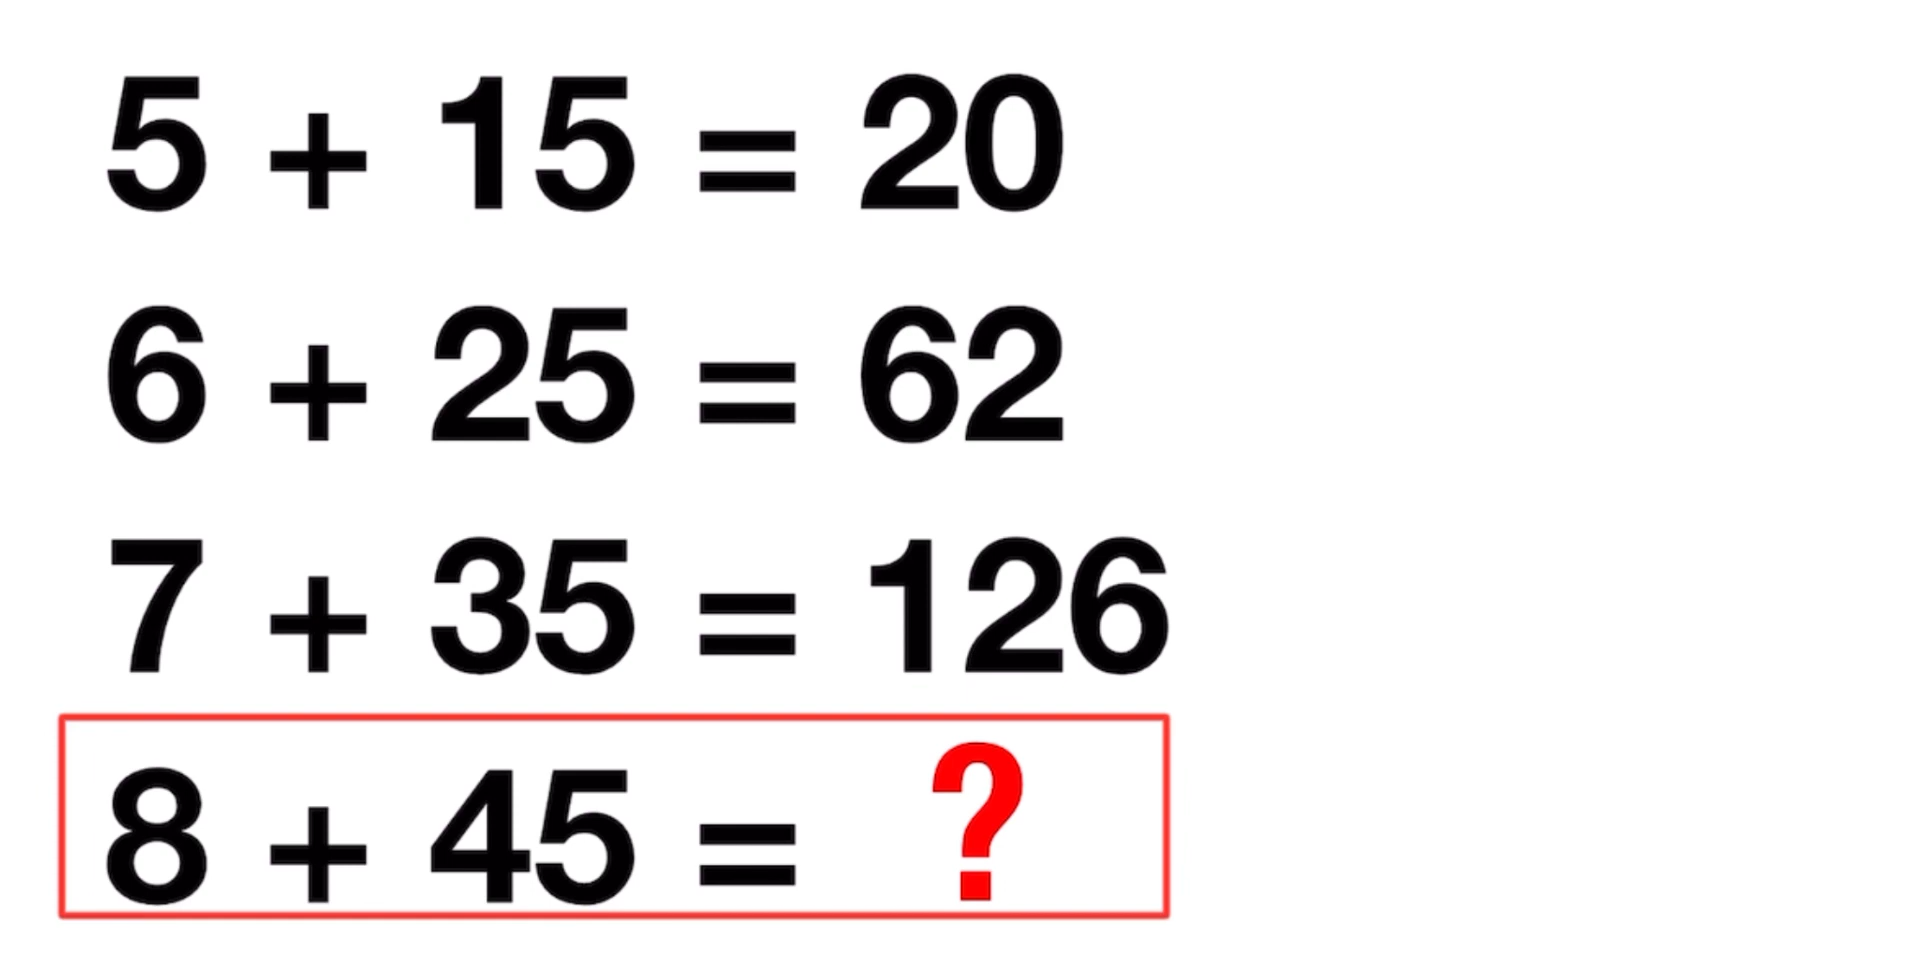 5 + 15 = 20
6 + 25 = 62
7 + 35 = 126
8 + 45 = ?